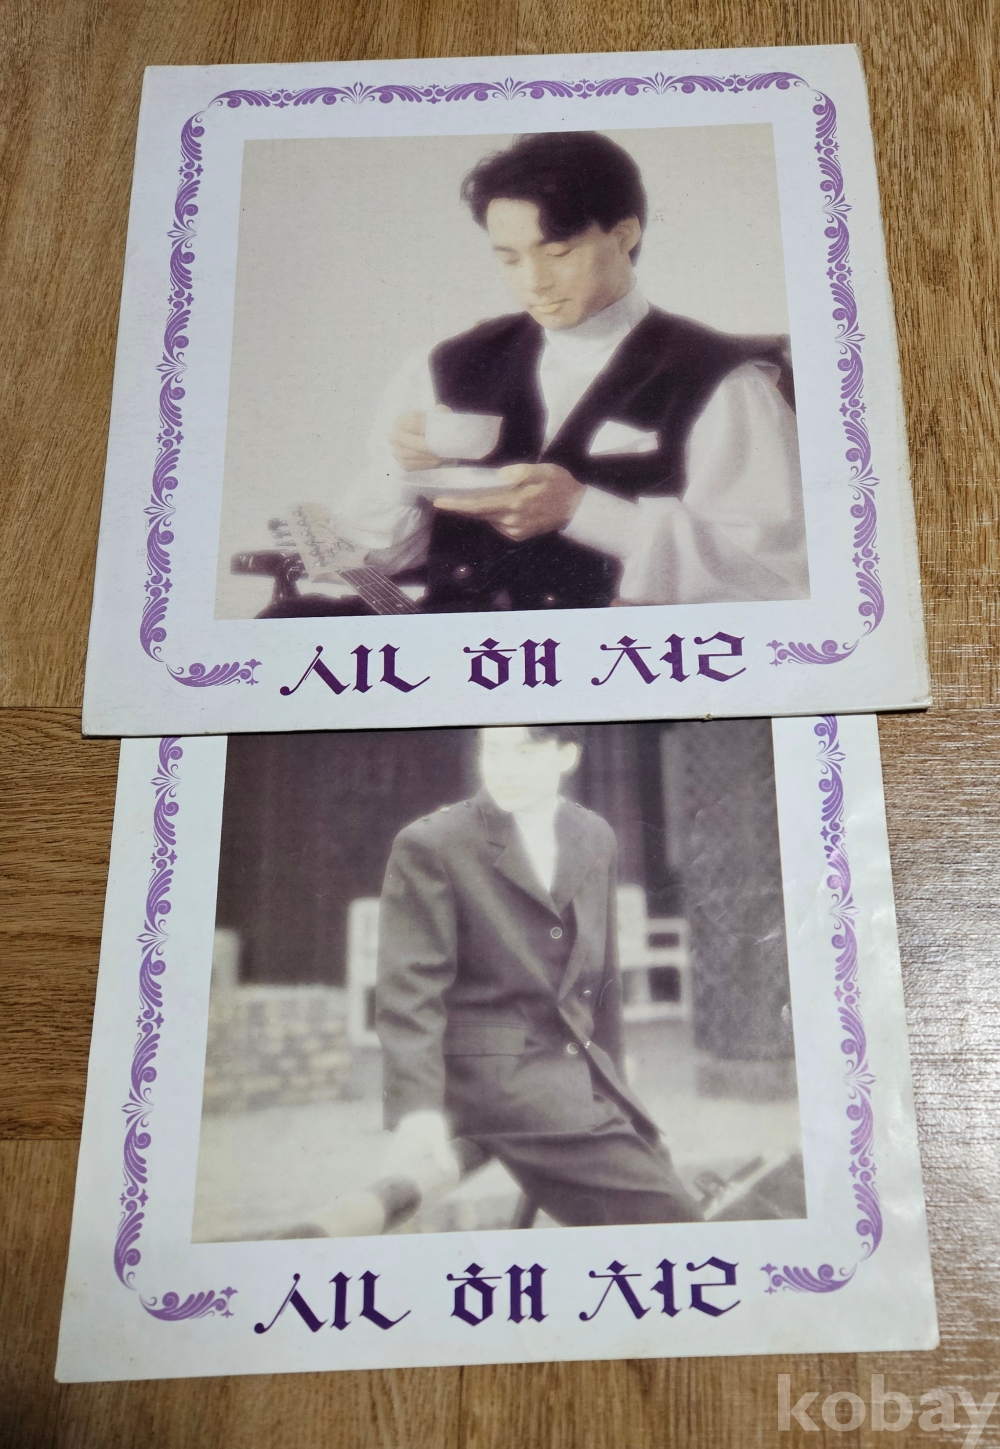 신 해 철
신 해 철
kobay